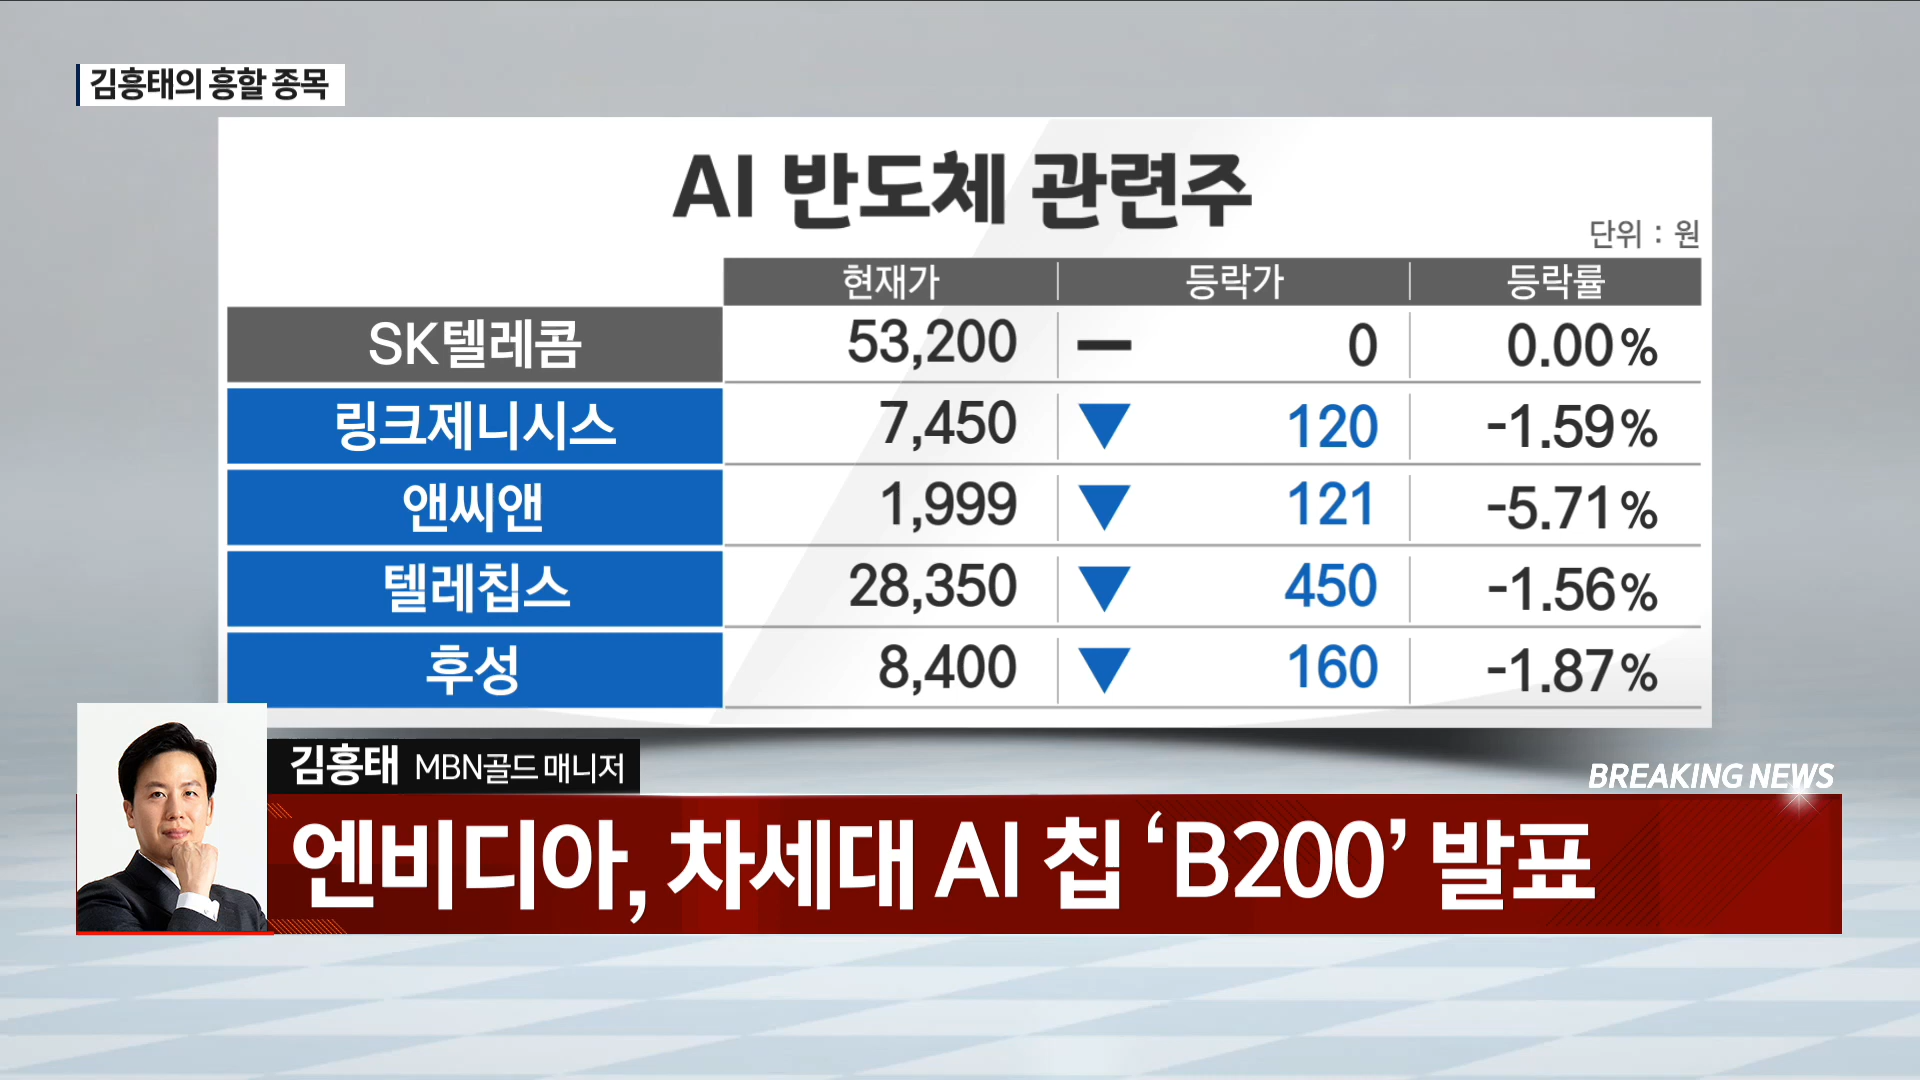 김흥태의 흥할 종목
AI 반도체 관련주
단위 : 원
현재가 등락가 등락률
SK텔레콤 53,200 0 0.00%
링크제니시스 7,450 ▼ 120 -1.59%
앤씨앤 1,999 ▼ 121 -5.71%
텔레칩스 28,350 ▼ 450 -1.56%
후성 8,400 ▼ 160 -1.87%
김흥태 MBN골드 매니저
BREAKING NEWS
엔비디아, 차세대 AI 칩 ‘B200’ 발표